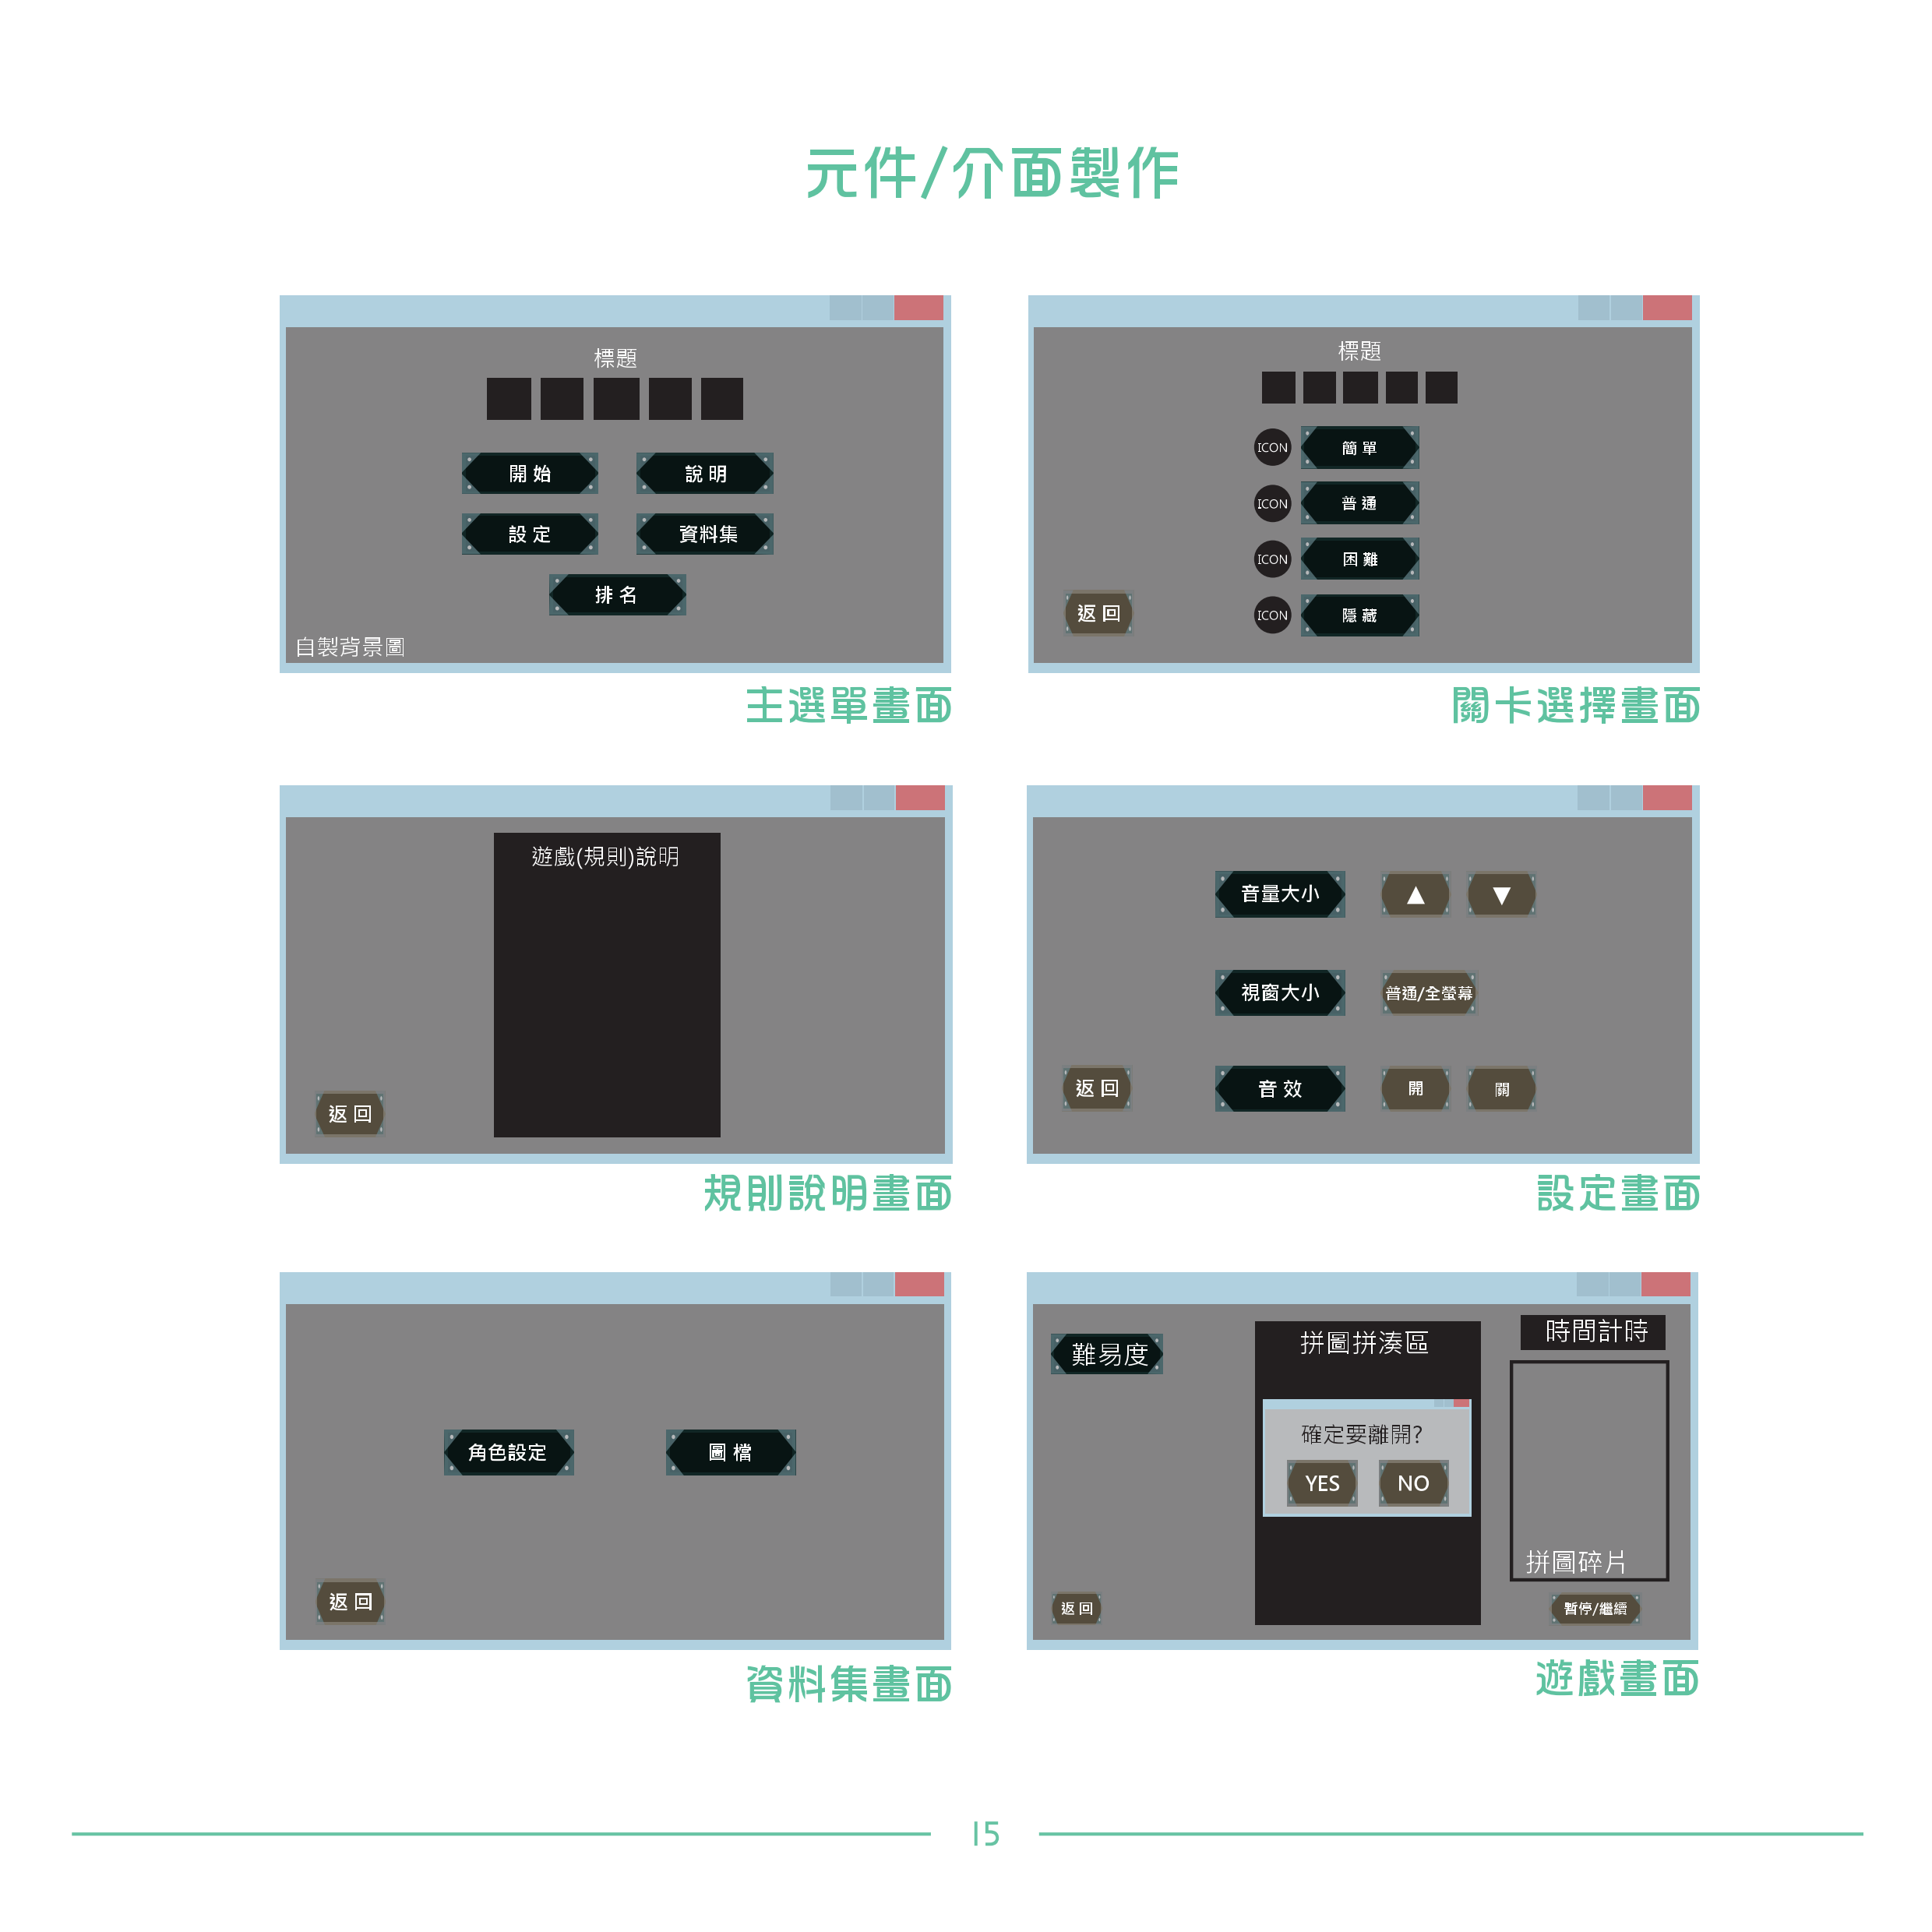 元件/介面製作
標題
開始
說明
設定
資料集
排名
自製背景圖
主選單畫面
標題
ICON 簡單
ICON 普通
ICON 困難
ICON 隱藏
返回
關卡選擇畫面
遊戲(規則)說明
返回
規則說明畫面
音量大小 ▲ ▼
視窗大小 普通/全螢幕
音效 開 關
返回
設定畫面
角色設定
圖檔
返回
資料集畫面
難易度
拼圖拼湊區
時間計時
確定要離開?
YES NO
拼圖碎片
返回
暫停/繼續
遊戲畫面
15